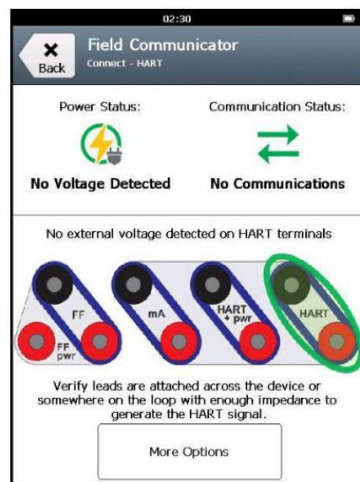 02:30
Back
Field Communicator
Connect - HART
Power Status:
Communication Status:
No Voltage Detected
No Communications
No external voltage detected on HART terminals
FF
FF
pwr
mA
HART
+ pwr
HART
Verify leads are attached across the device or
somewhere on the loop with enough impedance to
generate the HART signal.
More Options